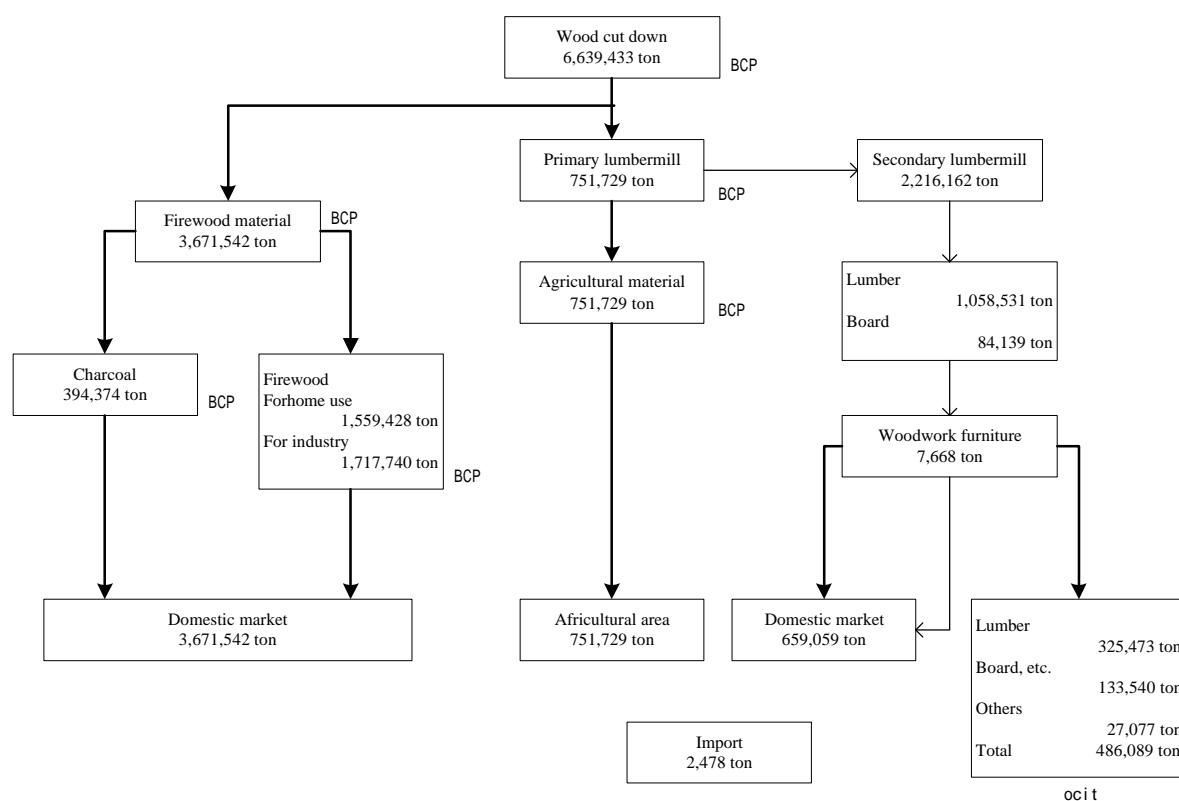 Wood cut down
6,639,433 ton
BCP
Primary lumbermill
751,729 ton
BCP
Secondary lumbermill
2,216,162 ton
Firewood material
3,671,542 ton
BCP
Agricultural material
751,729 ton
BCP
Lumber
1,058,531 ton
Board
84,139 ton
Charcoal
394,374 ton
BCP
Firewood
Forhome use
1,559,428 ton
For industry
1,717,740 ton
BCP
Woodwork furniture
7,668 ton
Domestic market
3,671,542 ton
Africultural area
751,729 ton
Domestic market
659,059 ton
Lumber
325,473 ton
Board, etc.
133,540 ton
Others
27,077 ton
Total 486,089 ton
Import
2,478 ton
ocit